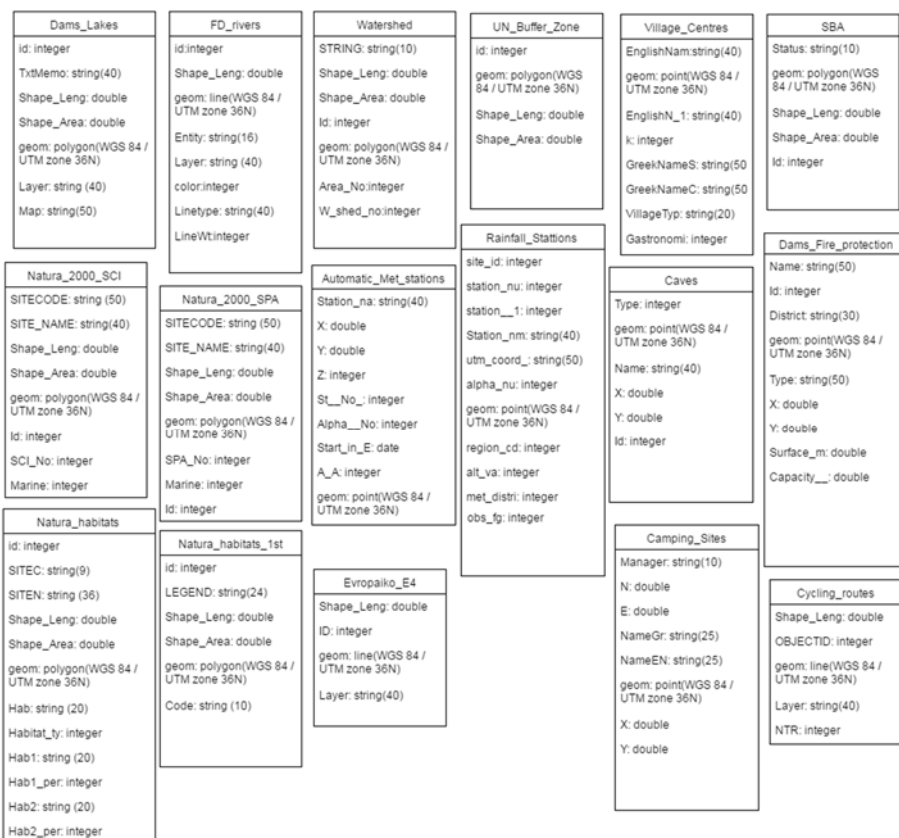 Dams_Lakes
id: integer
TxtMemo: string(40)
Shape_Leng: double
Shape_Area: double
geom: polygon(WGS 84 /
UTM zone 36N)
Layer: string (40)
Map: string(50)
FD_rivers
id:integer
Shape_Leng: double
geom: line(WGS 84 /
UTM zone 36N)
Entity: string(16)
Layer: string (40)
color:integer
Linetype: string(40)
LineWt:integer
Watershed
STRING: string(10)
Shape_Leng: double
Shape_Area: double
Id: integer
geom: polygon(WGS 84 /
UTM zone 36N)
Area_No:integer
W_shed_no:integer
UN_Buffer_Zone
id: integer
geom: polygon(WGS
84 / UTM zone 36N)
Shape_Leng: double
Shape_Area: double
Village_Centres
EnglishNam:string(40)
geom: point(WGS 84 /
UTM zone 36N)
EnglishN_1: string(40)
k: integer
GreekNameS: string(50
GreekNameC: string(50
VillageTyp: string(20)
Gastronomi: integer
SBA
Status: string(10)
geom: polygon(WGS
84 / UTM zone 36N)
Shape_Leng: double
Shape_Area: double
Id: integer
Natura_2000_SCI
SITECODE: string (50)
SITE_NAME: string(40)
Shape_Leng: double
Shape_Area: double
geom: polygon(WGS 84 /
UTM zone 36N)
Id: integer
SCI_No: integer
Marine: integer
Natura_2000_SPA
SITECODE: string (50)
SITE_NAME: string(40)
Shape_Leng: double
Shape_Area: double
geom: polygon(WGS 84 /
UTM zone 36N)
SPA_No: integer
Marine: integer
Id: integer
Automatic_Met_stations
Station_na: string(40)
X: double
Y: double
Z: integer
St__No_: integer
Alpha__No: integer
Start_in_E: date
A_A: integer
geom: point(WGS 84 /
UTM zone 36N)
Rainfall_Stattions
site_id: integer
station_nu: integer
station__1: integer
Station_nm: string(40)
utm_coord_: string(50)
alpha_nu: integer
geom: point(WGS 84 /
UTM zone 36N)
region_cd: integer
alt_va: integer
met_distri: integer
obs_fg: integer
Caves
Type: integer
geom: point(WGS 84 /
UTM zone 36N)
Name: string(40)
X: double
Y: double
Id: integer
Dams_Fire_protection
Name: string(50)
Id: integer
District: string(30)
geom: point(WGS 84 /
UTM zone 36N)
Type: string(50)
X: double
Y: double
Surface_m: double
Capacity__: double
Natura_habitats
id: integer
SITEC: string(9)
SITEN: string (36)
Shape_Leng: double
Shape_Area: double
geom: polygon(WGS 84 /
UTM zone 36N)
Hab: string (20)
Habitat_ty: integer
Hab1: string (20)
Hab1_per: integer
Hab2: string (20)
Hab2_per: integer
Natura_habitats_1st
id: integer
LEGEND: string(24)
Shape_Leng: double
Shape_Area: double
geom: polygon(WGS 84 /
UTM zone 36N)
Code: string (10)
Evropaiko_E4
Shape_Leng: double
ID: integer
geom: line(WGS 84 /
UTM zone 36N)
Layer: string(40)
Camping_Sites
Manager: string(10)
N: double
E: double
NameGr: string(25)
NameEN: string(25)
geom: point(WGS 84 /
UTM zone 36N)
X: double
Y: double
Cycling_routes
Shape_Leng: double
OBJECTID: integer
geom: line(WGS 84 /
UTM zone 36N)
Layer: string(40)
NTR: integer